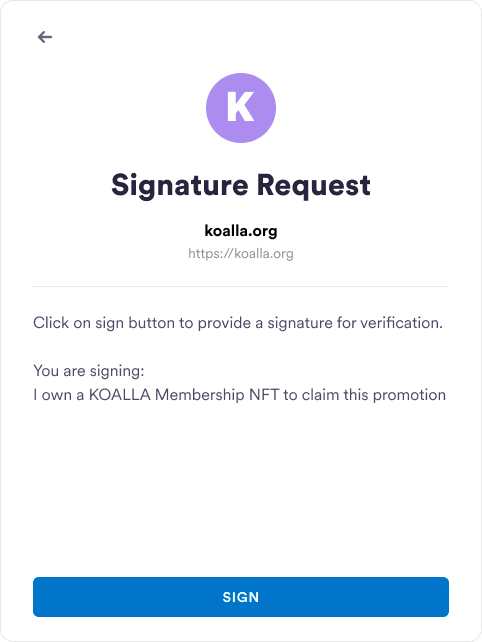 K
Signature Request
koalla.org
https://koalla.org
Click on sign button to provide a signature for verification.
You are signing:
I own a KOALLA Membership NFT to claim this promotion
SIGN